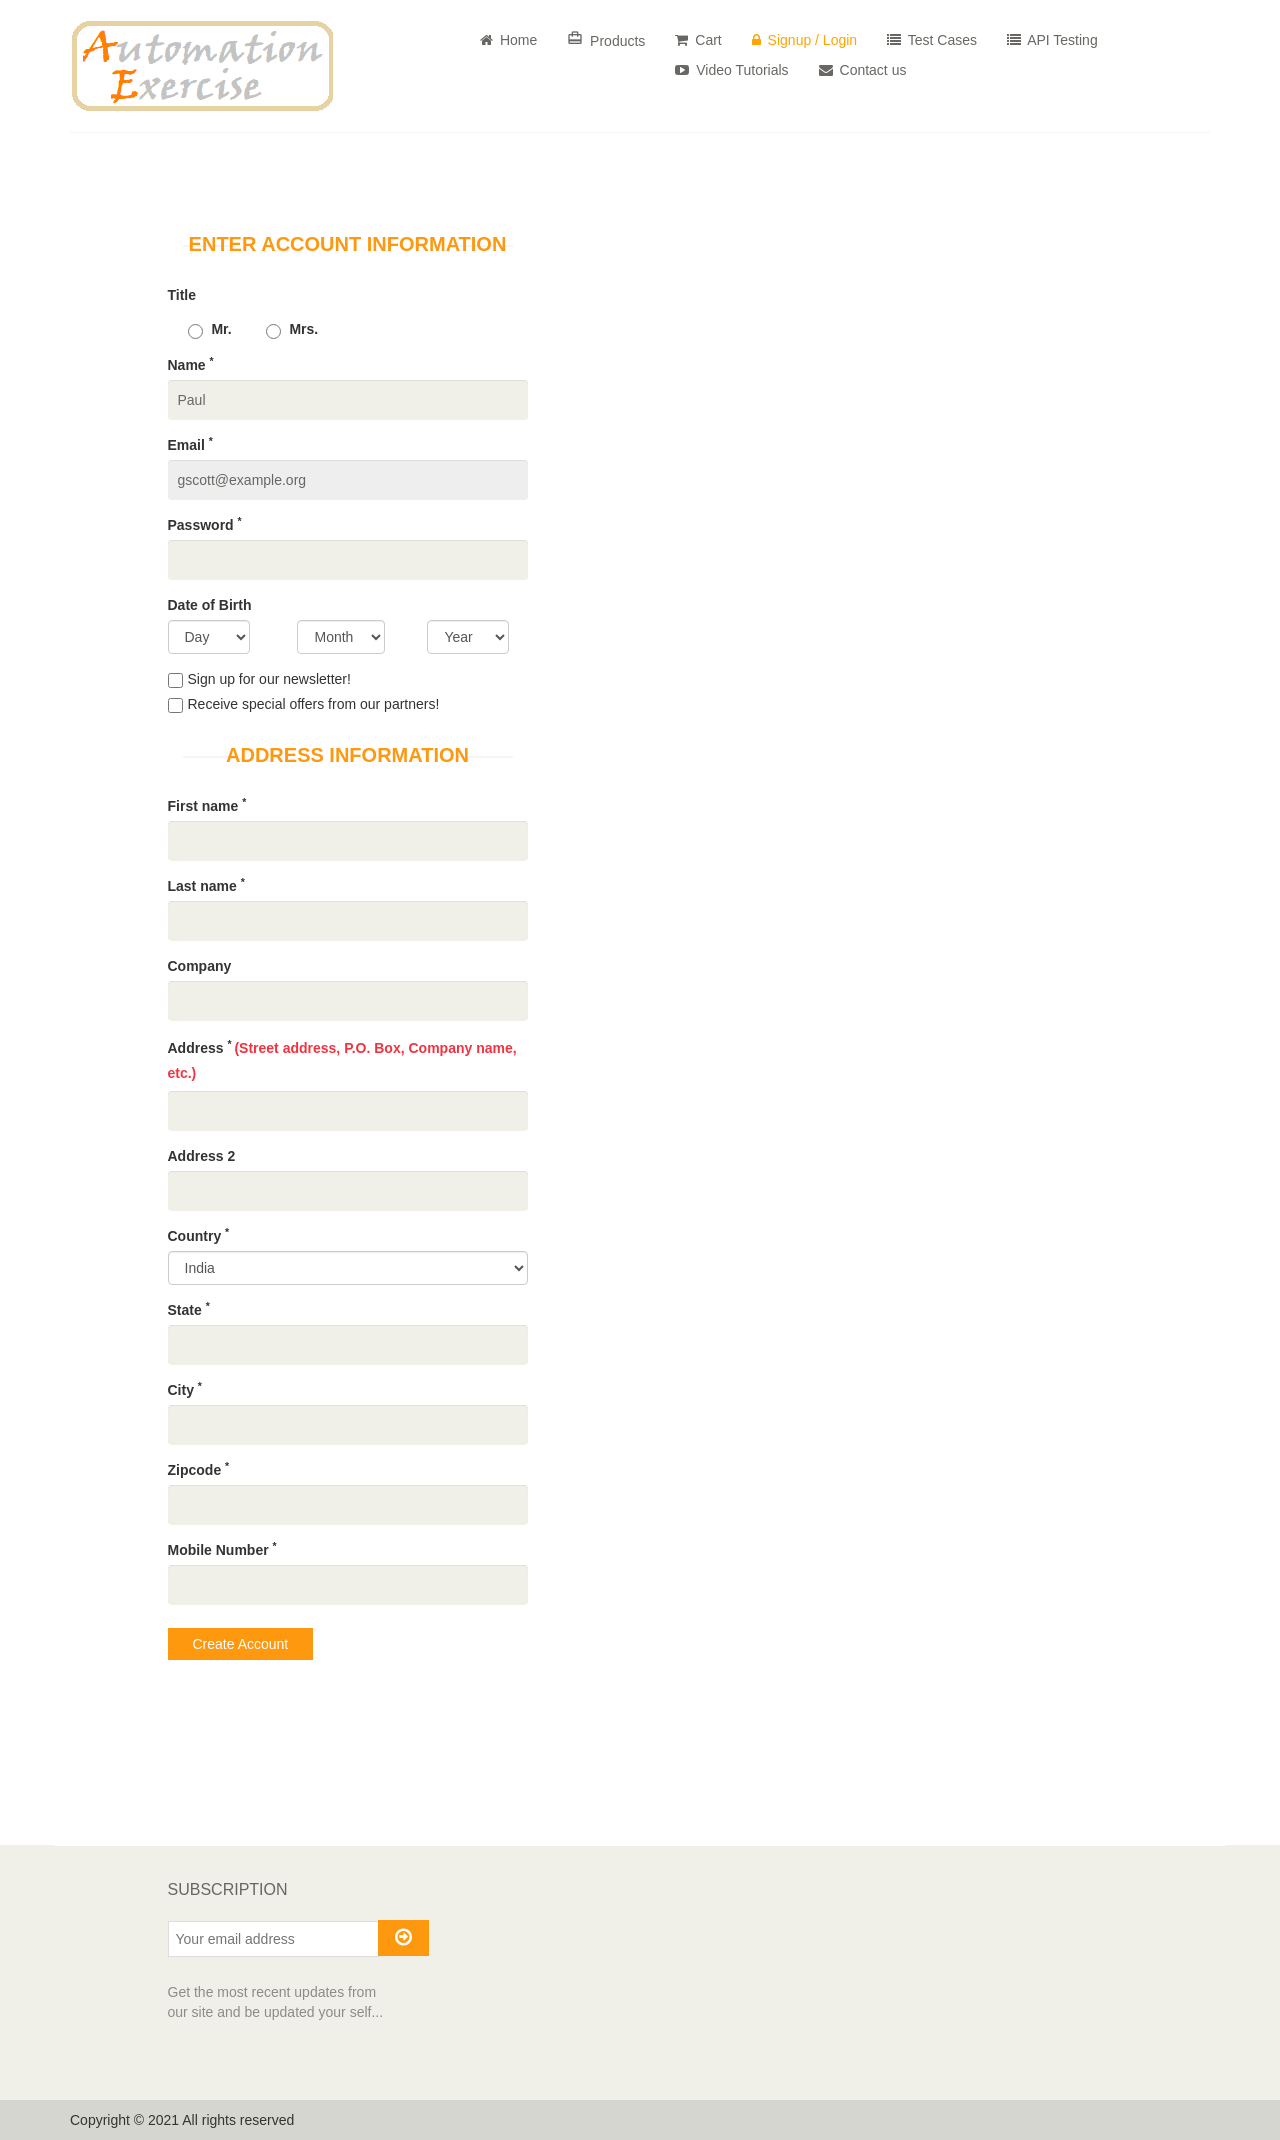 Automation
Exercise
Home Products Cart Signup / Login Test Cases API Testing
Video Tutorials Contact us
ENTER ACCOUNT INFORMATION
Title
Mr. Mrs.
Name *
Paul
Email *
gscott@example.org
Password *
Date of Birth
Day Month Year
Sign up for our newsletter!
Receive special offers from our partners!
ADDRESS INFORMATION
First name *
Last name *
Company
Address * (Street address, P.O. Box, Company name,
etc.)
Address 2
Country *
India
State *
City *
Zipcode *
Mobile Number *
Create Account
SUBSCRIPTION
Your email address
Get the most recent updates from
our site and be updated your self...
Copyright © 2021 All rights reserved